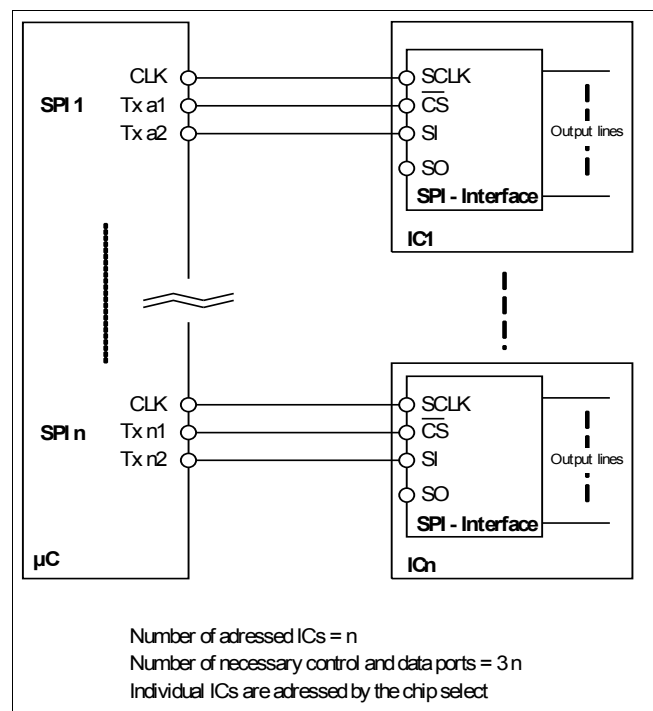 CLK
SPI 1
Tx a1
Tx a2
SCLK
CS
SI
SO
SPI - Interface
Output lines
IC1
CLK
SPI n
Tx n1
Tx n2
SCLK
CS
SI
SO
SPI - Interface
Output lines
µC
ICn
Number of adressed ICs = n
Number of necessary control and data ports = 3 n
Individual ICs are adressed by the chip select